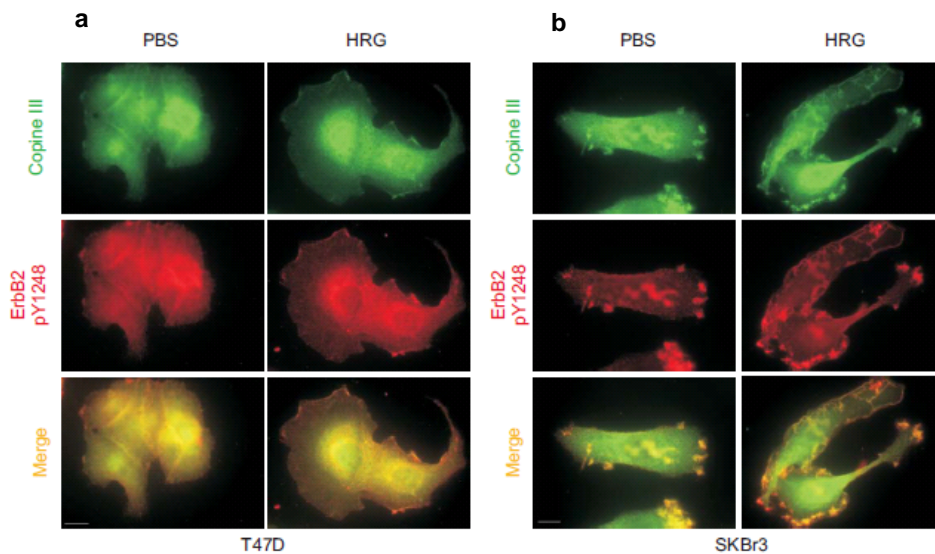 a
b
PBS
HRG
PBS
HRG
Copine III
Copine III
ErbB2
pY1248
ErbB2
pY1248
Merge
Merge
T47D
SKBr3